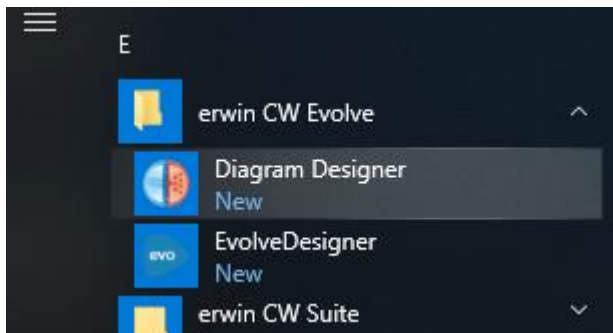 E
erwin CW Evolve
Diagram Designer
New
evo
EvolveDesigner
New
erwin CW Suite